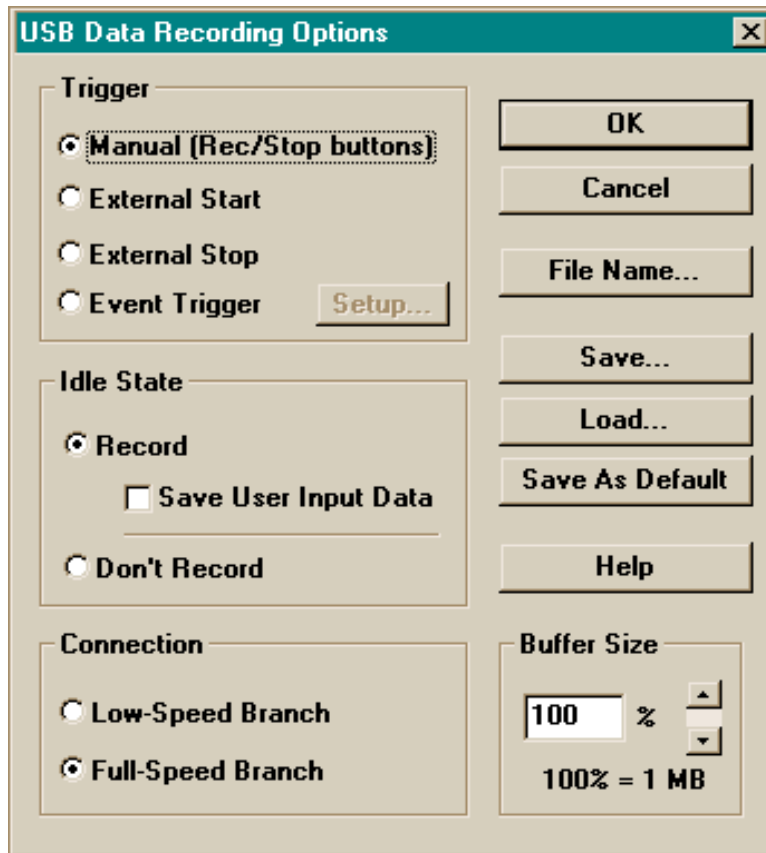 USB Data Recording Options
Trigger
Manual (Rec/Stop buttons)
External Start
External Stop
Event Trigger
Setup...
Idle State
Record
Save User Input Data
Don't Record
Connection
Low-Speed Branch
Full-Speed Branch
OK
Cancel
File Name...
Save...
Load...
Save As Default
Help
Buffer Size
100 %
100% = 1 MB